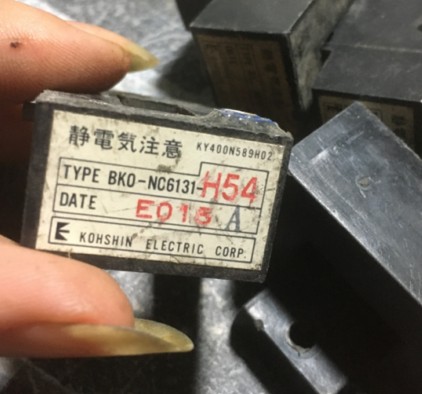 静電気注意 KY400N589H02
TYPE BKO-NC6131-H54
DATE E015 A
KOHSHIN ELECTRIC CORP.